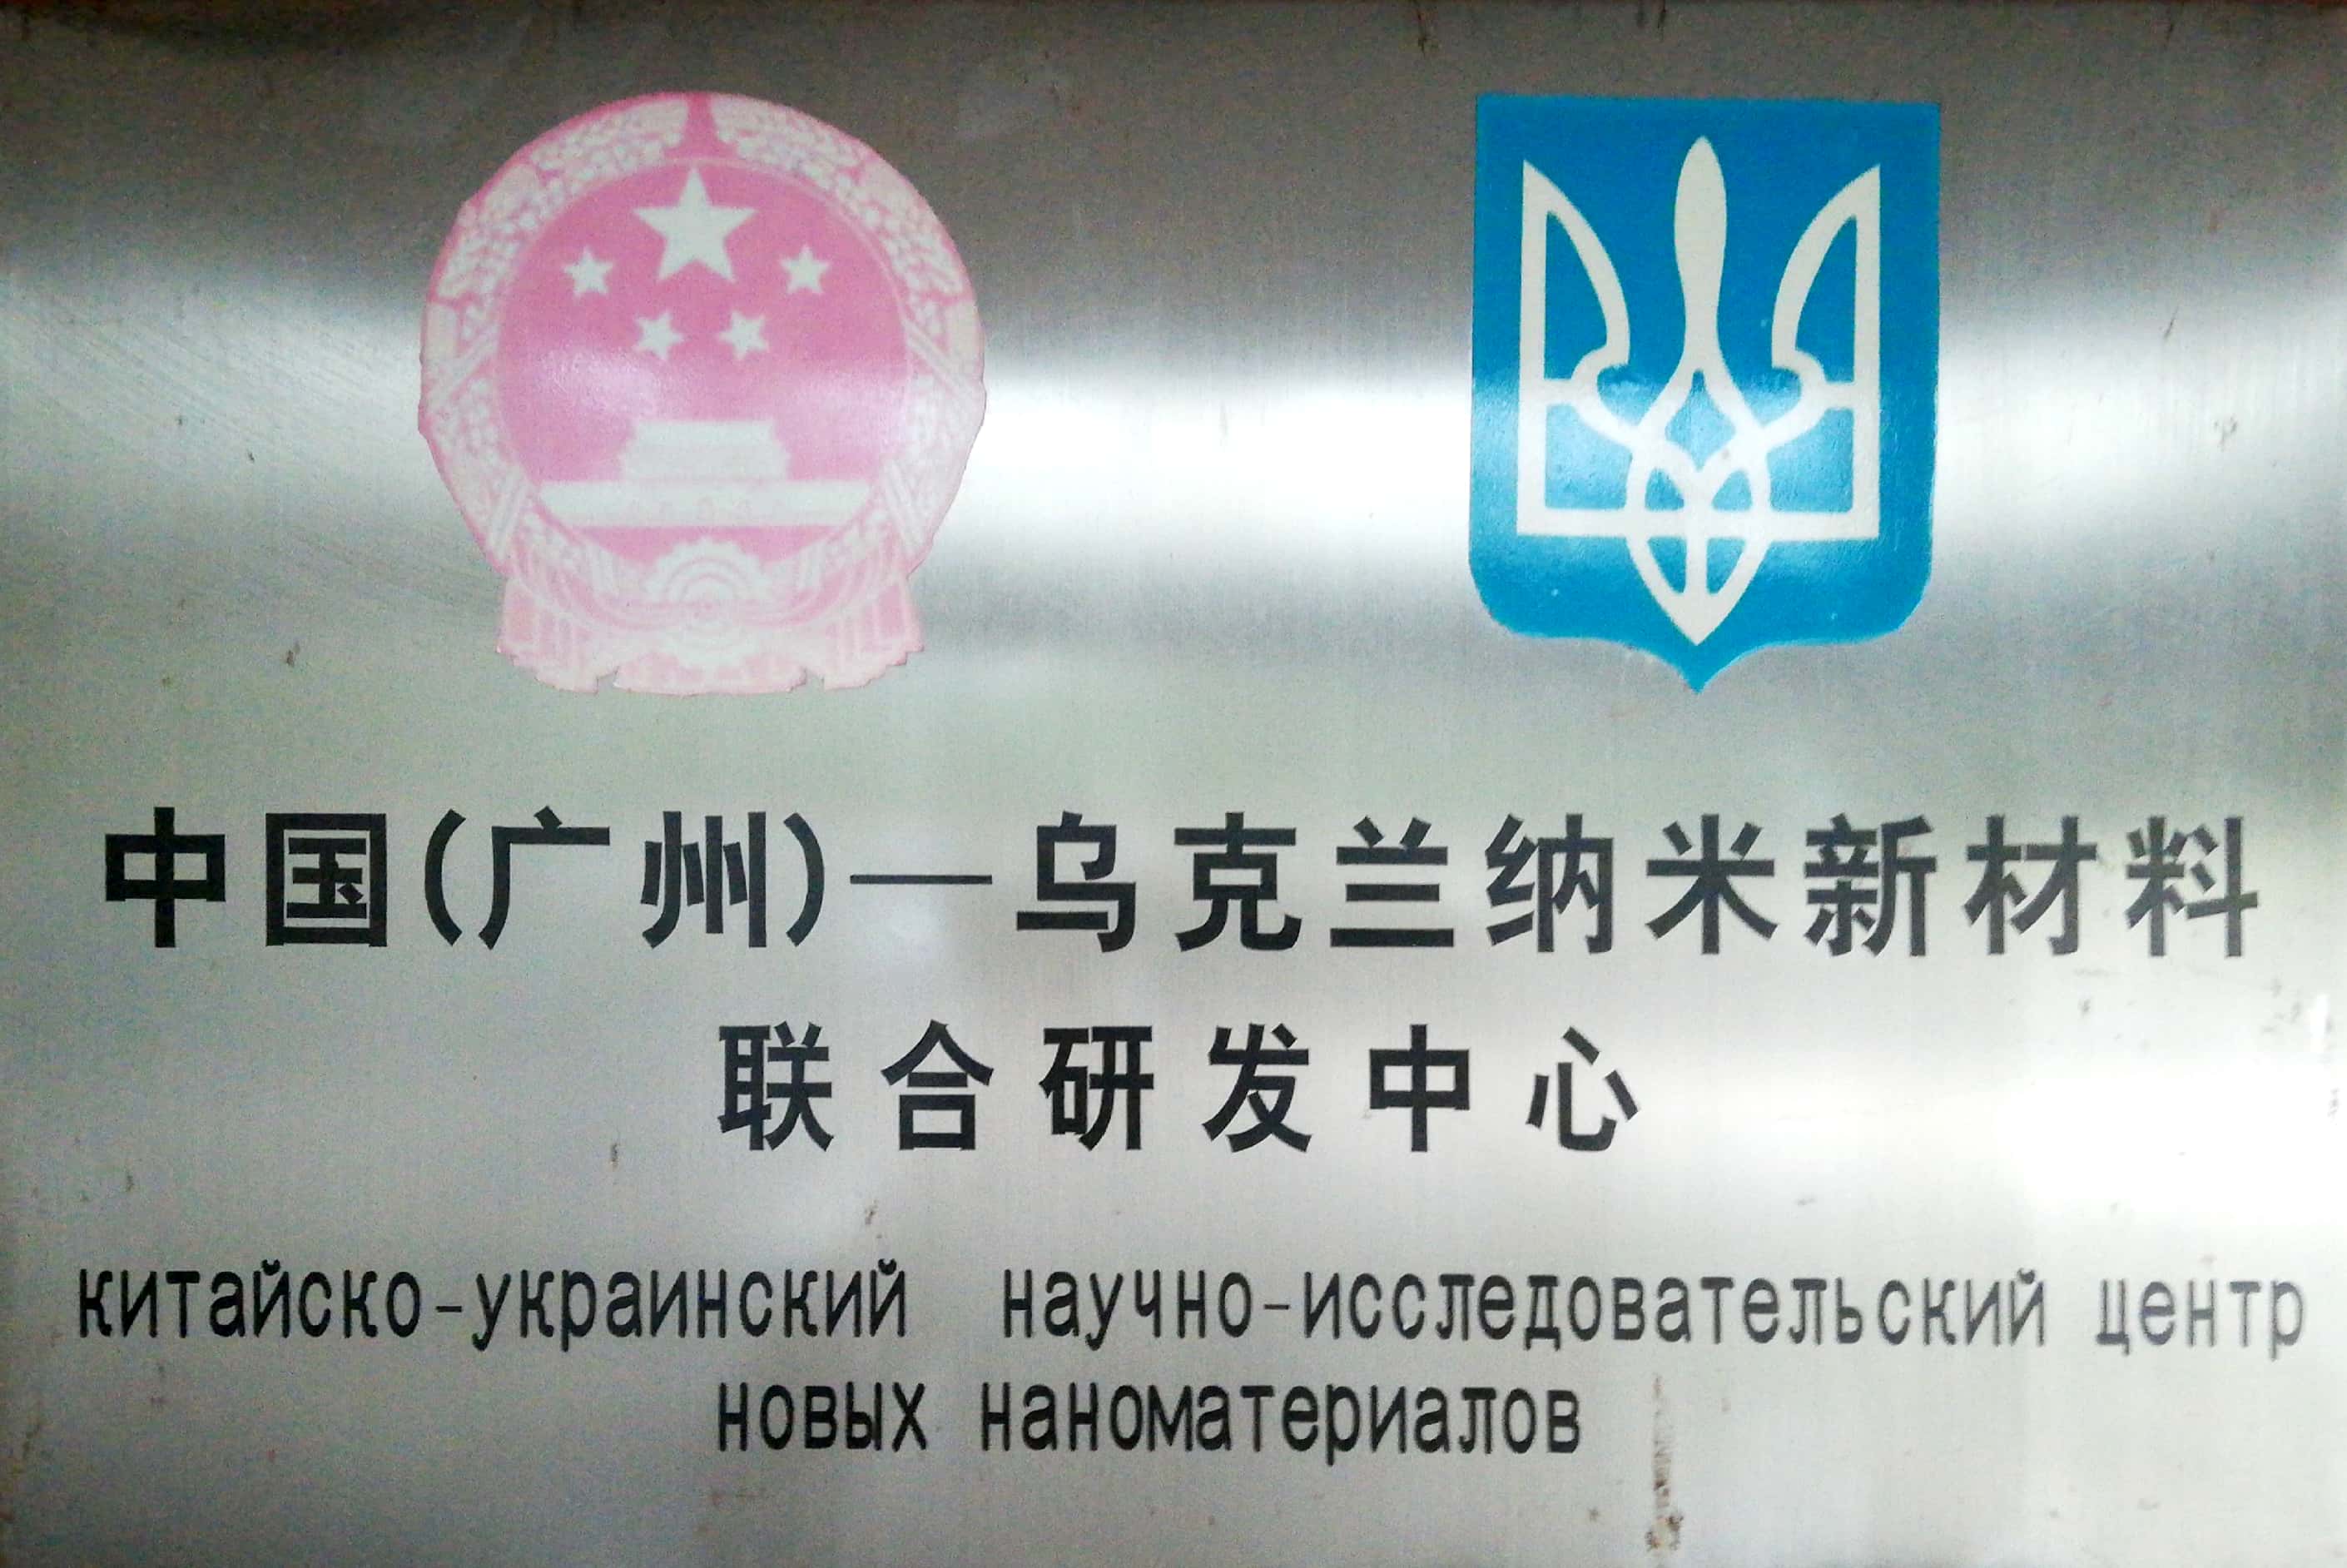 中国(广州)—乌克兰纳米新材料
联合研发中心
китайско-украинский научно-исследовательский центр
новых наноматериалов